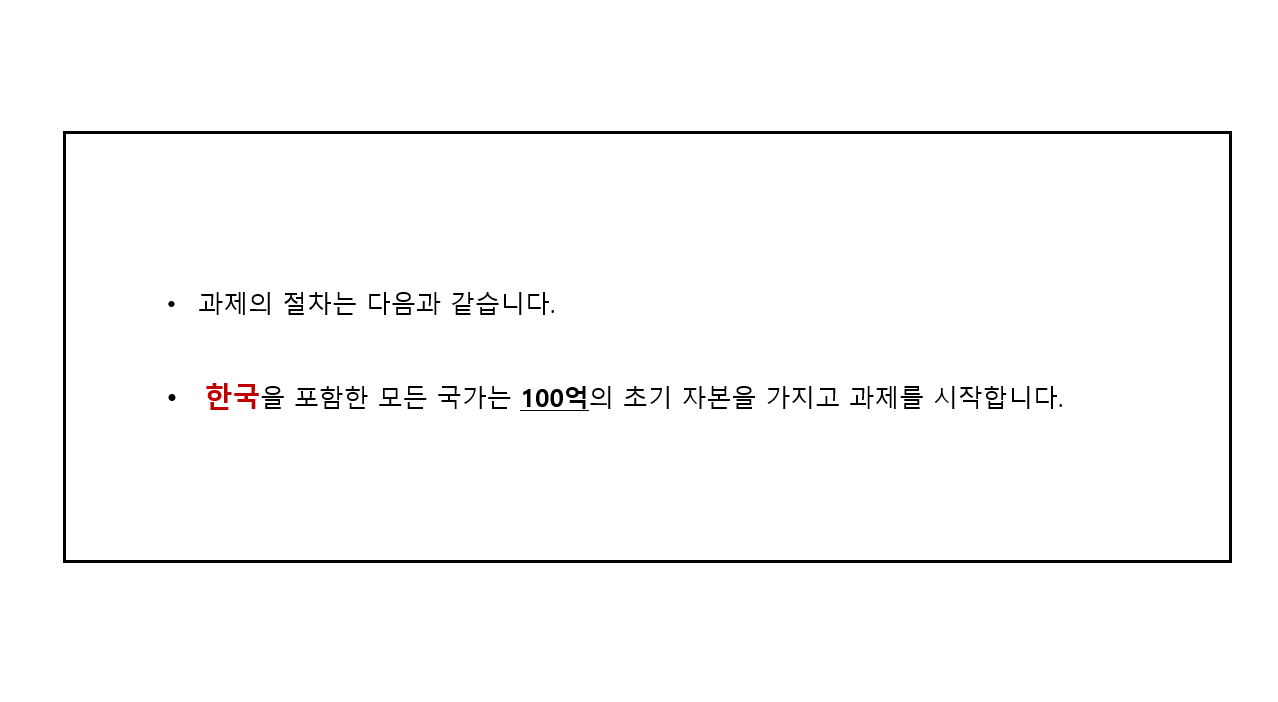 • 과제의 절차는 다음과 같습니다.
• 한국을 포함한 모든 국가는 100억의 초기 자본을 가지고 과제를 시작합니다.